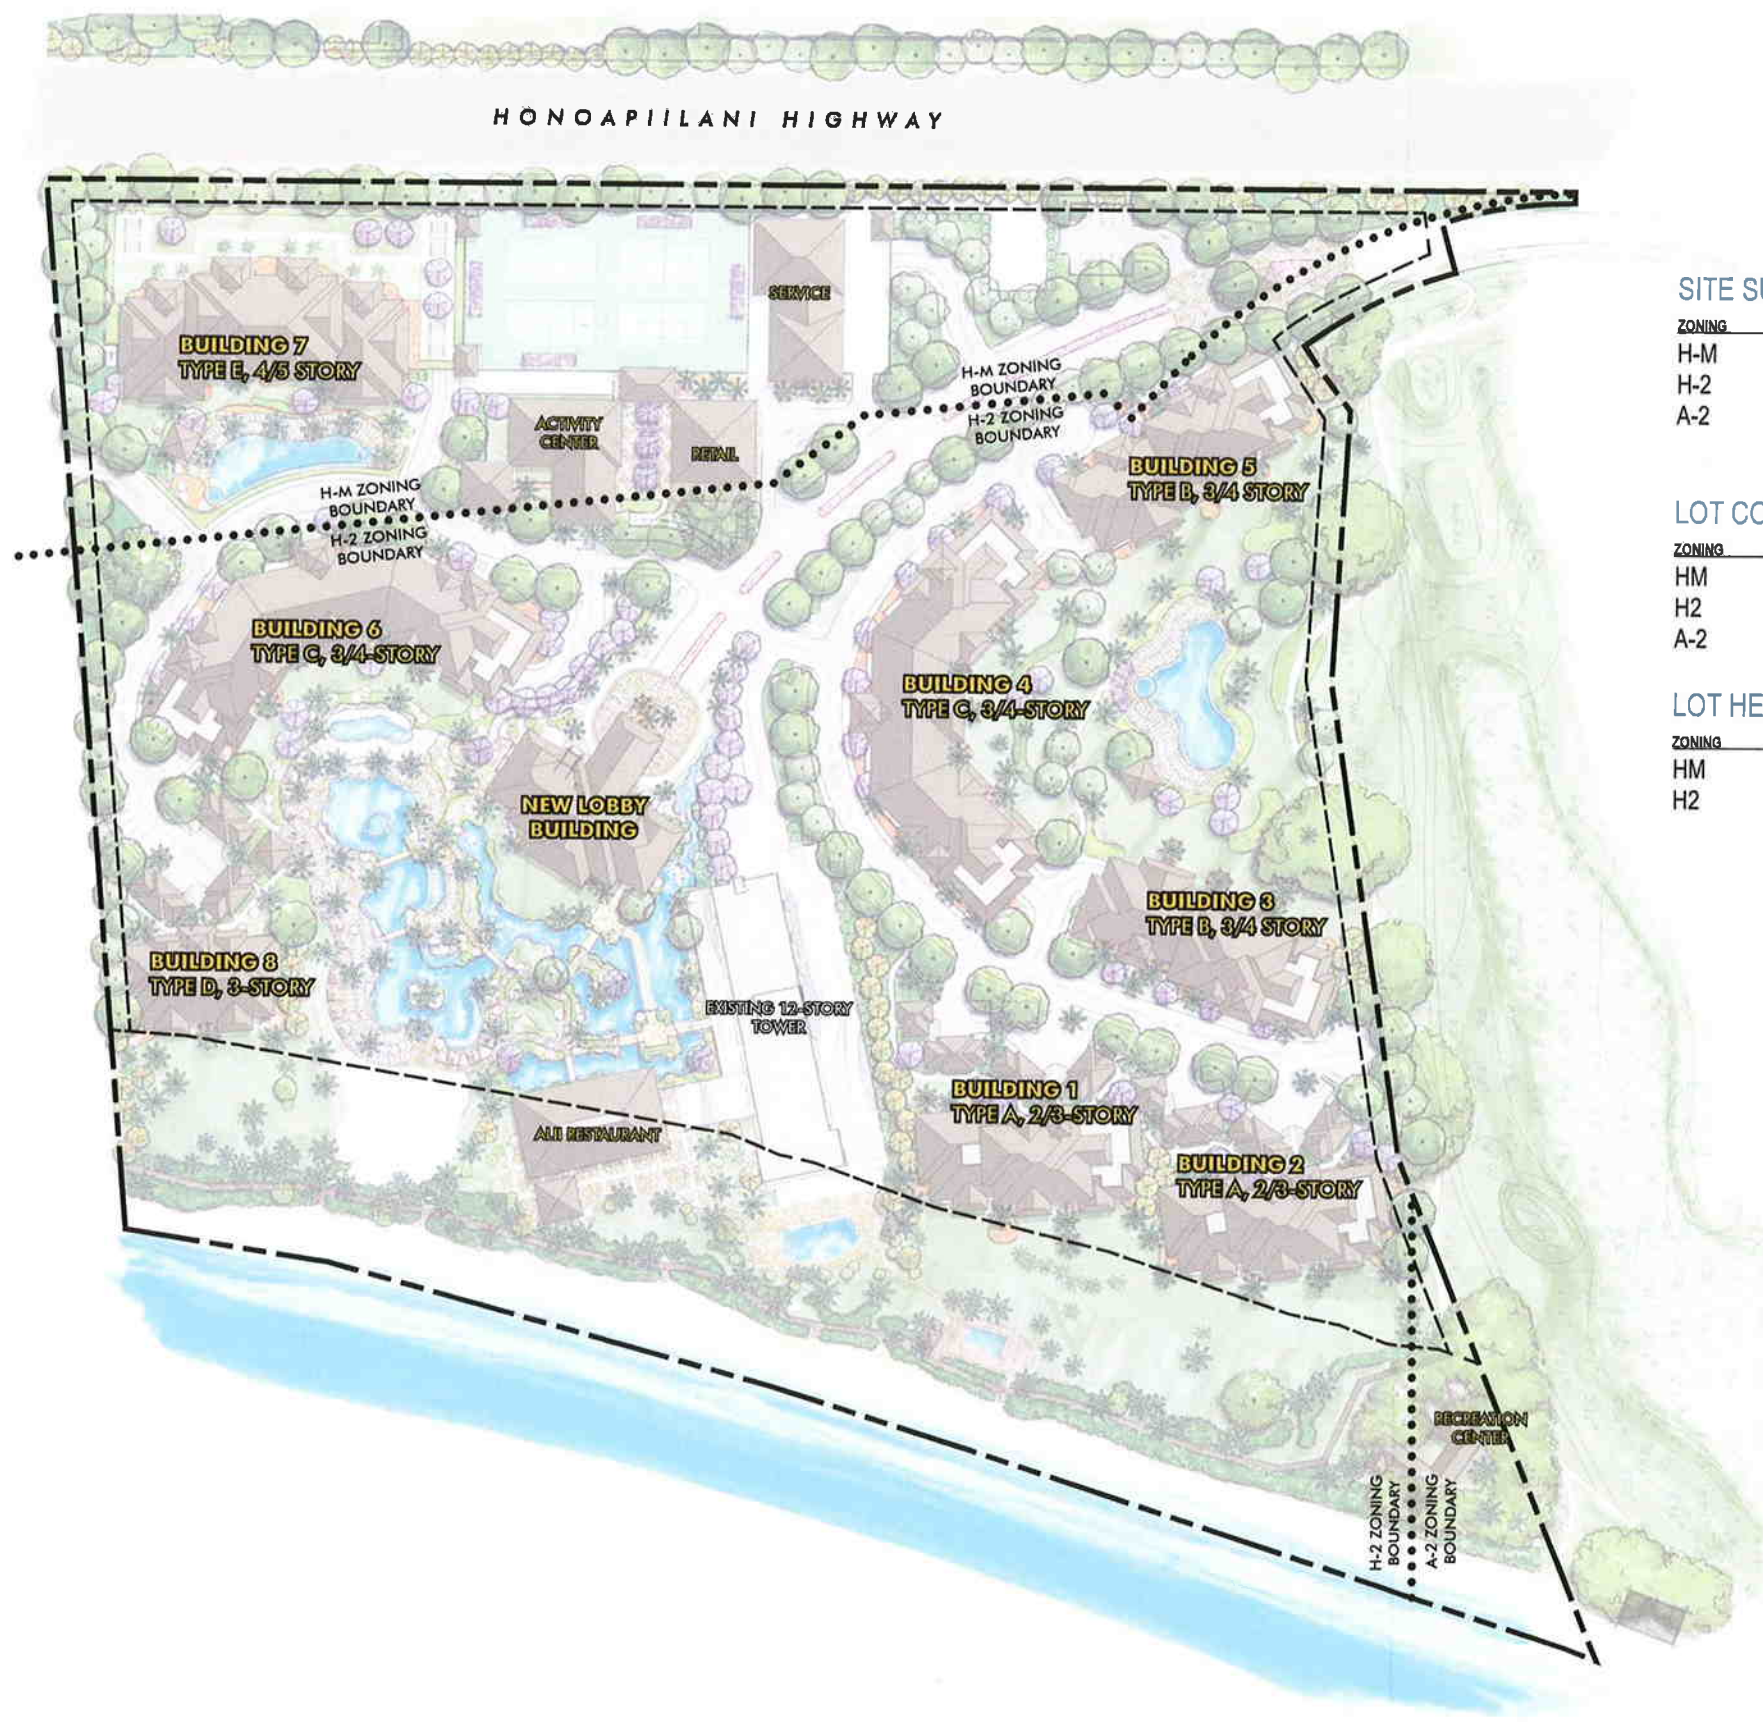 HONOAPIILANI HIGHWAY
SERVICE
BUILDING 7
TYPE E, 4/5 STORY
ACTIVITY
CENTER
RETAIL
H-M ZONING
BOUNDARY
H-2 ZONING
BOUNDARY
BUILDING 5
TYPE B, 3/4 STORY
H-M ZONING
BOUNDARY
H-2 ZONING
BOUNDARY
BUILDING 6
TYPE C, 3/4-STORY
BUILDING 4
TYPE C, 3/4-STORY
NEW LOBBY
BUILDING
BUILDING 3
TYPE B, 3/4 STORY
BUILDING 8
TYPE D, 3-STORY
EXISTING 12-STORY
TOWER
BUILDING 1
TYPE A, 2/3-STORY
ALII RESTAURANT
BUILDING 2
TYPE A, 2/3-STORY
RECREATION
CENTER
H-2 ZONING
BOUNDARY
A-2 ZONING
BOUNDARY
SITE SU
ZONING
H-M
H-2
A-2
LOT CO
ZONING
HM
H2
A-2
LOT HE
ZONING
HM
H2